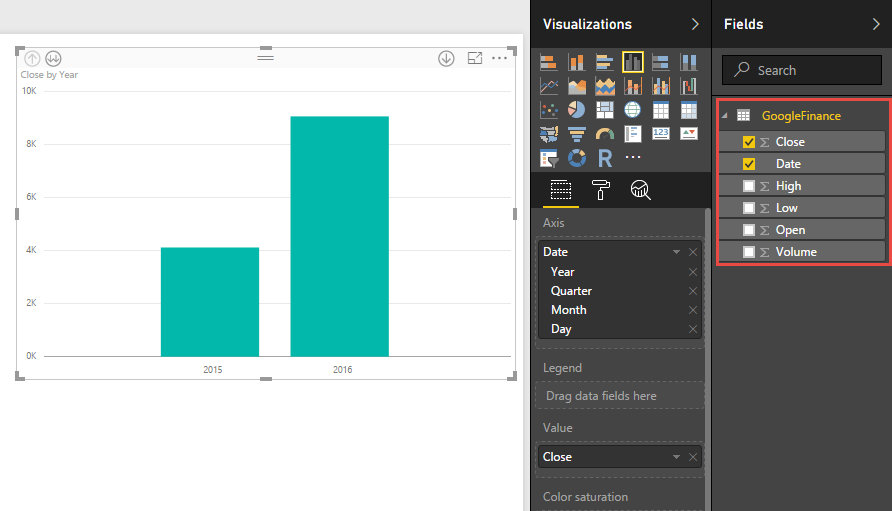 Close by Year
10K
8K
6K
4K
2K
0K
2015
2016
Visualizations
123
R
Axis
Date
Year
Quarter
Month
Day
Legend
Drag data fields here
Value
Close
Color saturation
Fields
Search
GoogleFinance
Σ Close
Date
Σ High
Σ Low
Σ Open
Σ Volume